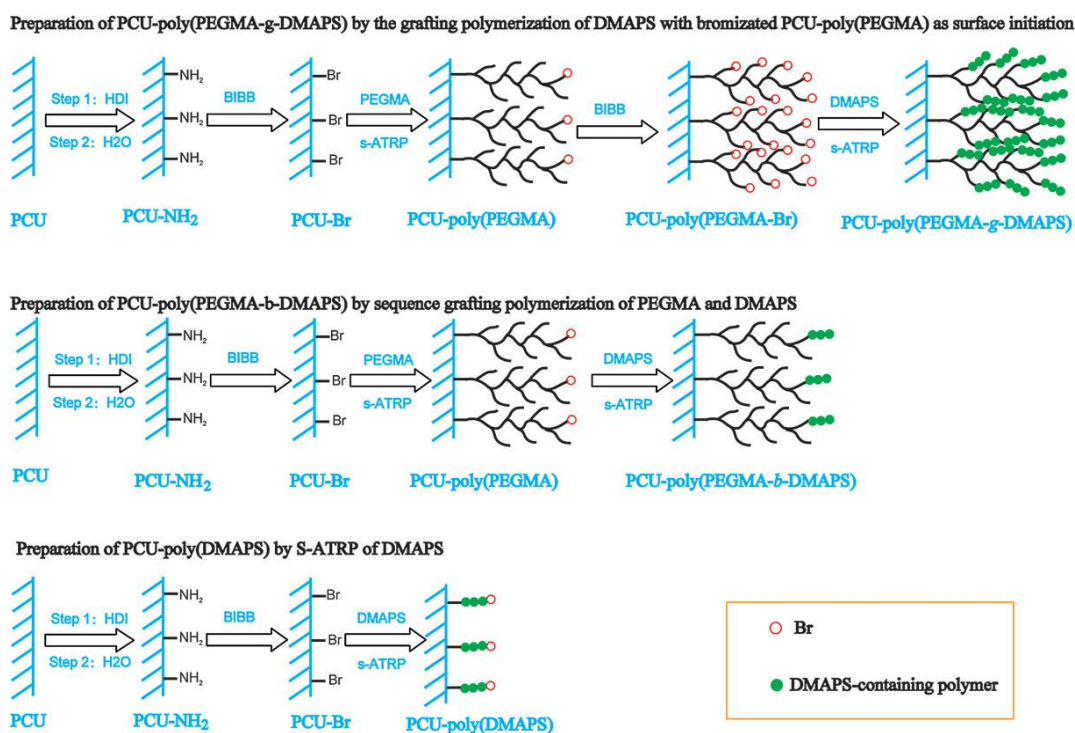 Preparation of PCU-poly(PEGMA-g-DMAPS) by the grafting polymerization of DMAPS with bromizated PCU-poly(PEGMA) as surface initiation
Step 1: HDI
Step 2: H2O
NH2
NH2
NH2
BIBB
Br
Br
Br
PEGMA
s-ATRP
BIBB
DMAPS
s-ATRP
PCU
PCU-NH2
PCU-Br
PCU-poly(PEGMA)
PCU-poly(PEGMA-Br)
PCU-poly(PEGMA-g-DMAPS)
Preparation of PCU-poly(PEGMA-b-DMAPS) by sequence grafting polymerization of PEGMA and DMAPS
Step 1: HDI
Step 2: H2O
NH2
NH2
NH2
BIBB
Br
Br
Br
PEGMA
s-ATRP
DMAPS
s-ATRP
PCU
PCU-NH2
PCU-Br
PCU-poly(PEGMA)
PCU-poly(PEGMA-b-DMAPS)
Preparation of PCU-poly(DMAPS) by S-ATRP of DMAPS
Step 1: HDI
Step 2: H2O
NH2
NH2
NH2
BIBB
Br
Br
Br
DMAPS
s-ATRP
PCU
PCU-NH2
PCU-Br
PCU-poly(DMAPS)
Br
DMAPS-containing polymer